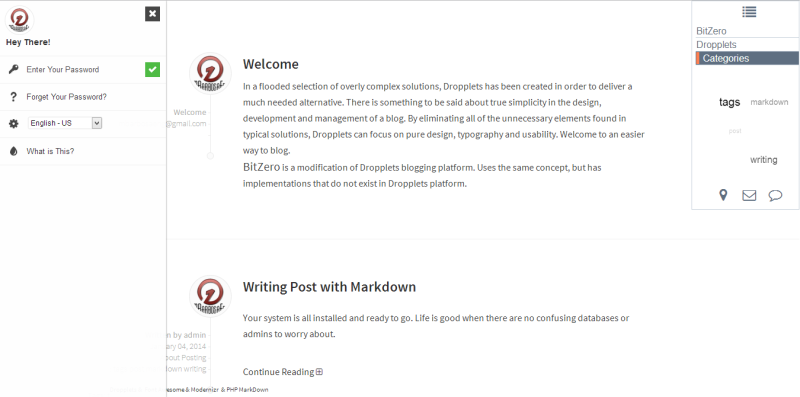 Hey There!
Enter Your Password
Forget Your Password?
English - US
What is This?
Welcome
In a flooded selection of overly complex solutions, Dropplets has been created in order to deliver a
much needed alternative. There is something to be said about true simplicity in the design,
development and management of a blog. By eliminating all of the unnecessary elements found in
typical solutions, Dropplets can focus on pure design, typography and usability. Welcome to an easier
way to blog.
BitZero is a modification of Dropplets blogging platform. Uses the same concept, but has
implementations that do not exist in Dropplets platform.
Welcome
@gmail.com
Writing Post with Markdown
Your system is all installed and ready to go. Life is good when there are no confusing databases or
admins to worry about.
Continue Reading
by admin
04, 2014
Posting
writing
& Modernizr & PHP MarkDown
BitZero
Dropplets
Categories
tags markdown
post
writing